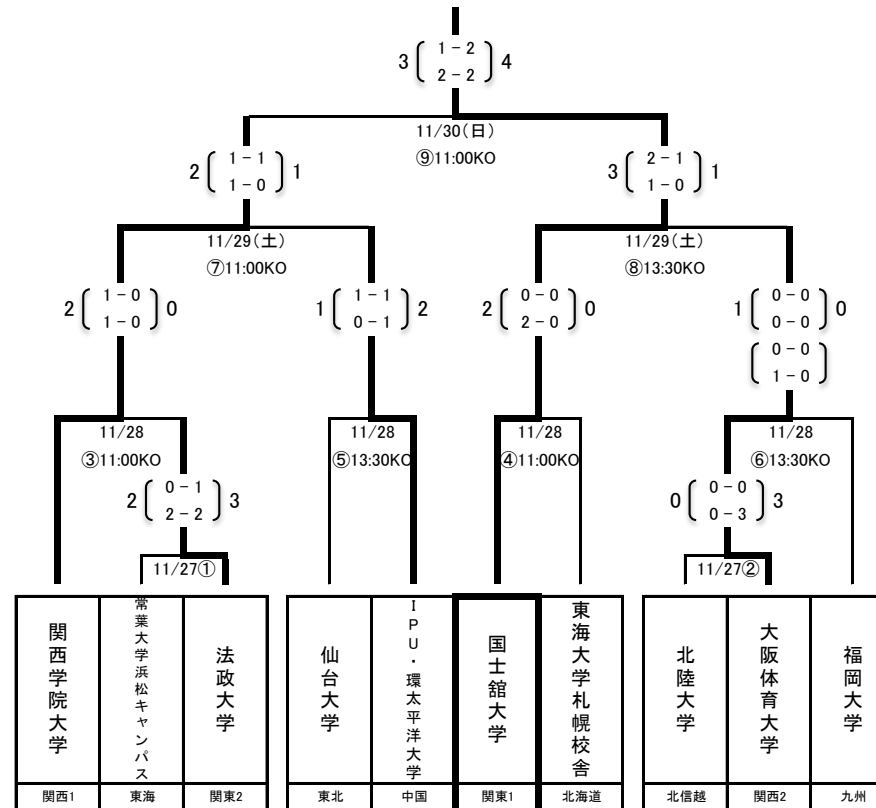 1 － 2
3 4
2 － 2
11/30(日)
⑨11:00KO
1 － 1
2 1
1 － 0
2 － 1
3 1
1 － 0
11/29(土)
⑦11:00KO
11/29(土)
⑧13:30KO
1 － 0
2 0
1 － 0
1 － 1
1 2
0 － 1
0 － 0
2 0
2 － 0
0 － 0
1 0
0 － 0
0 － 0
1 － 0
11/28
③11:00KO
11/28
⑤13:30KO
11/28
④11:00KO
11/28
⑥13:30KO
0 － 1
2 3
2 － 2
0 － 0
0 3
0 － 3
11/27①
11/27②
関西学院大学
常葉大学浜松キャンパス
法政大学
仙台大学
IPU・環太平洋大学
国士舘大学
東海大学札幌校舎
北陸大学
大阪体育大学
福岡大学
関西1
東海
関東2
東北
中国
関東1
北海道
北信越
関西2
九州